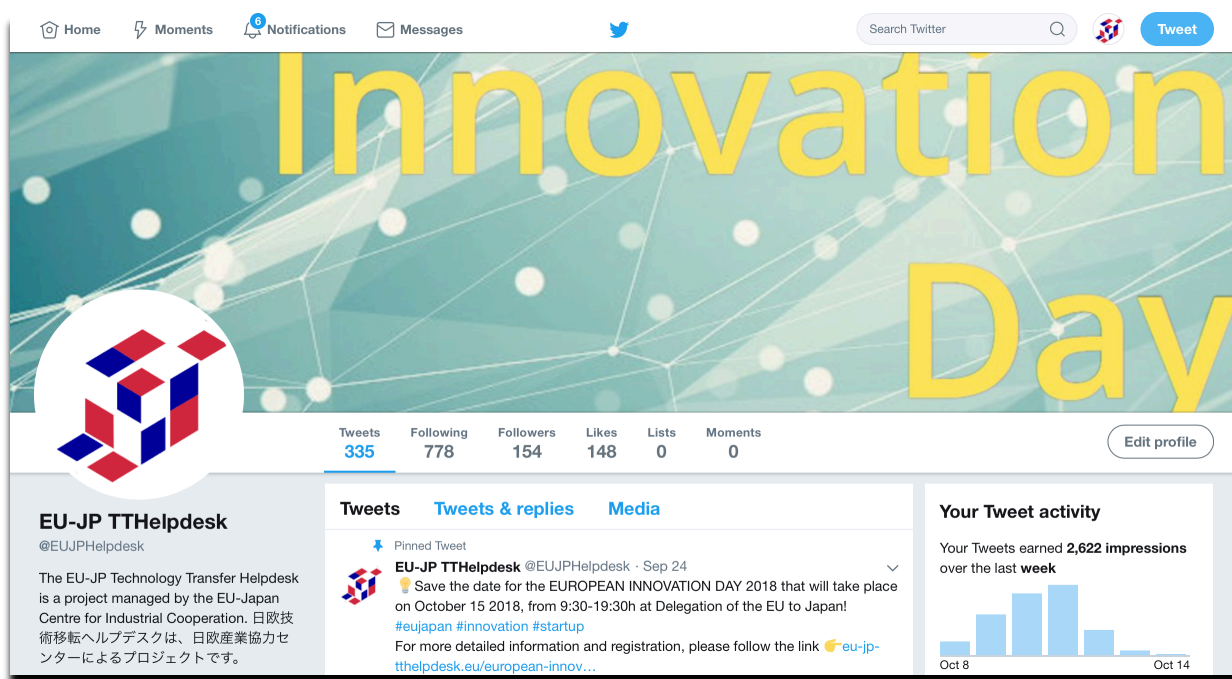 Home
Moments
6
Notifications
Messages
Search Twitter
Tweet
Innovation
Day
Tweets
335
Following
778
Followers
154
Likes
148
Lists
0
Moments
0
Edit profile
EU-JP TTHelpdesk
@EUJPHelpdesk
The EU-JP Technology Transfer Helpdesk
is a project managed by the EU-Japan
Centre for Industrial Cooperation. 日欧技
術移転ヘルプデスクは、日欧産業協力セ
ンターによるプロジェクトです。
Tweets
Tweets & replies
Media
Pinned Tweet
EU-JP TTHelpdesk @EUJPHelpdesk · Sep 24
💡Save the date for the EUROPEAN INNOVATION DAY 2018 that will take place
on October 15 2018, from 9:30-19:30h at Delegation of the EU to Japan!
#eujapan #innovation #startup
For more detailed information and registration, please follow the link 👉eu-jp-
tthelpdesk.eu/european-innov…
Your Tweet activity
Your Tweets earned 2,622 impressions
over the last week
Oct 8
Oct 14